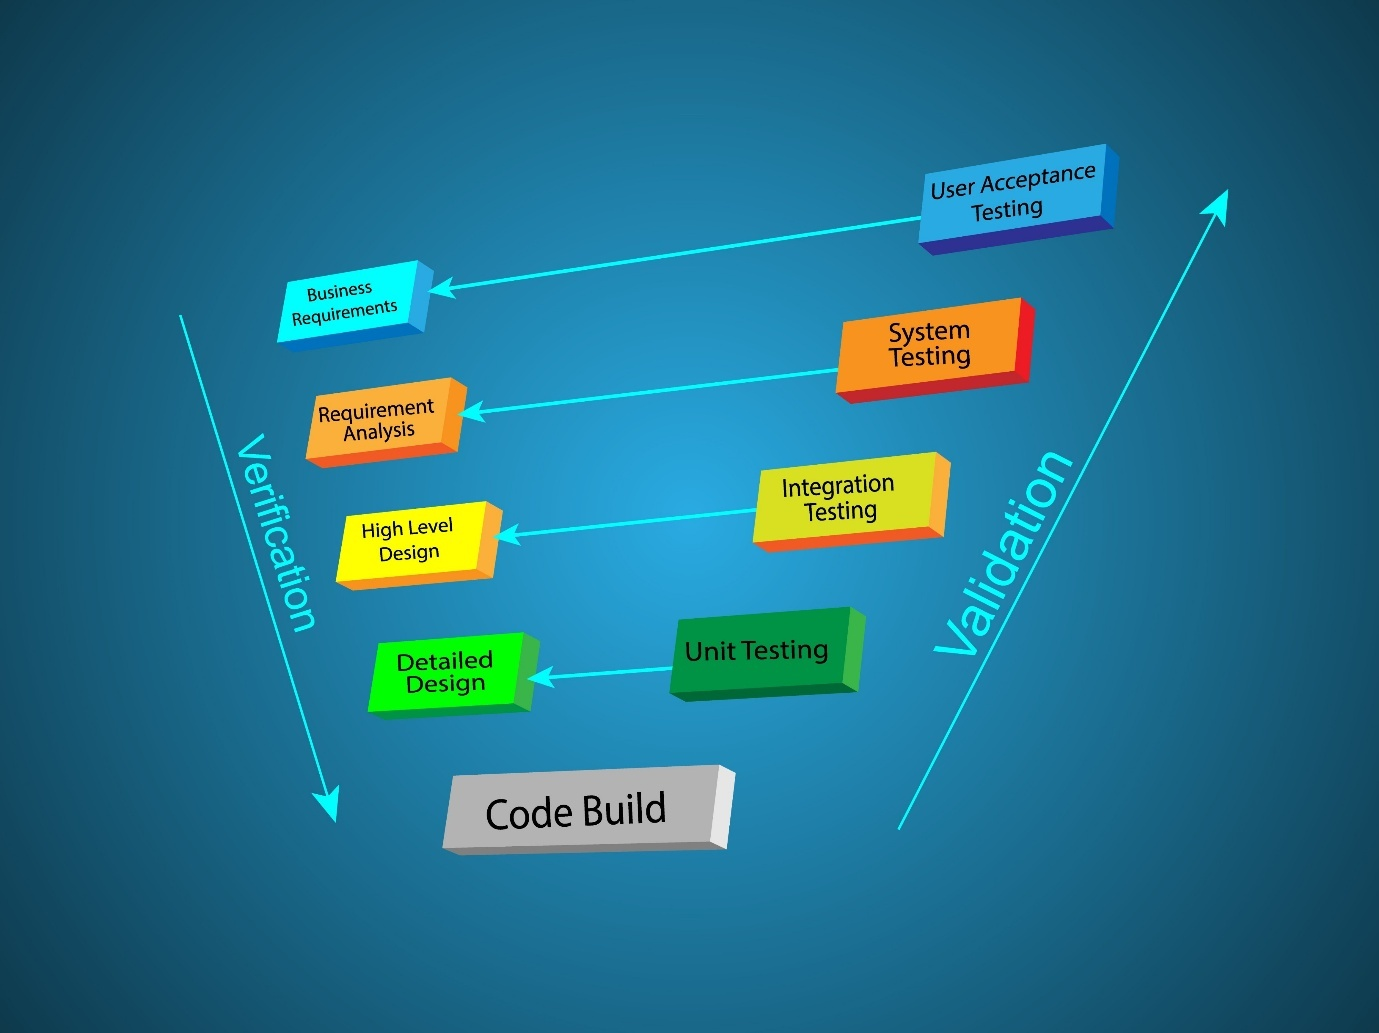 User Acceptance
Testing
Business
Requirements
System
Testing
Requirement
Analysis
Integration
Testing
High Level
Design
Verification
Validation
Unit Testing
Detailed
Design
Code Build